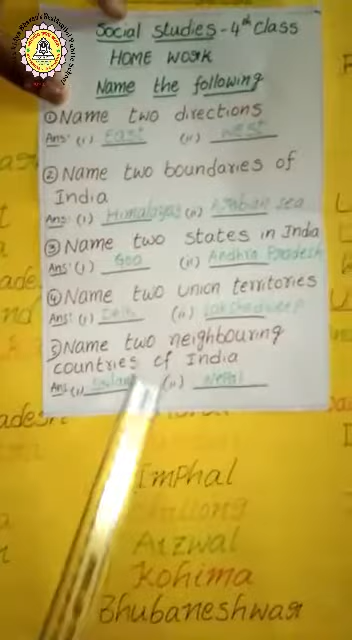 Social studies - 4th class
HOME WORK
Name the following
① Name two directions
Ans: (i) East (ii) West
② Name two boundaries of
India
Ans: (i) Himalayas (ii) Arabian sea
③ Name two states in India
Ans: (i) Goa (ii) Andhra Pradesh
④ Name two union territories
Ans: (i) Delhi (ii) Lakshadweep
⑤ Name two neighbouring
countries of India
Ans (i) (ii) Nepal
Imphal
Aizwal
Kohima
Bhubaneshwar